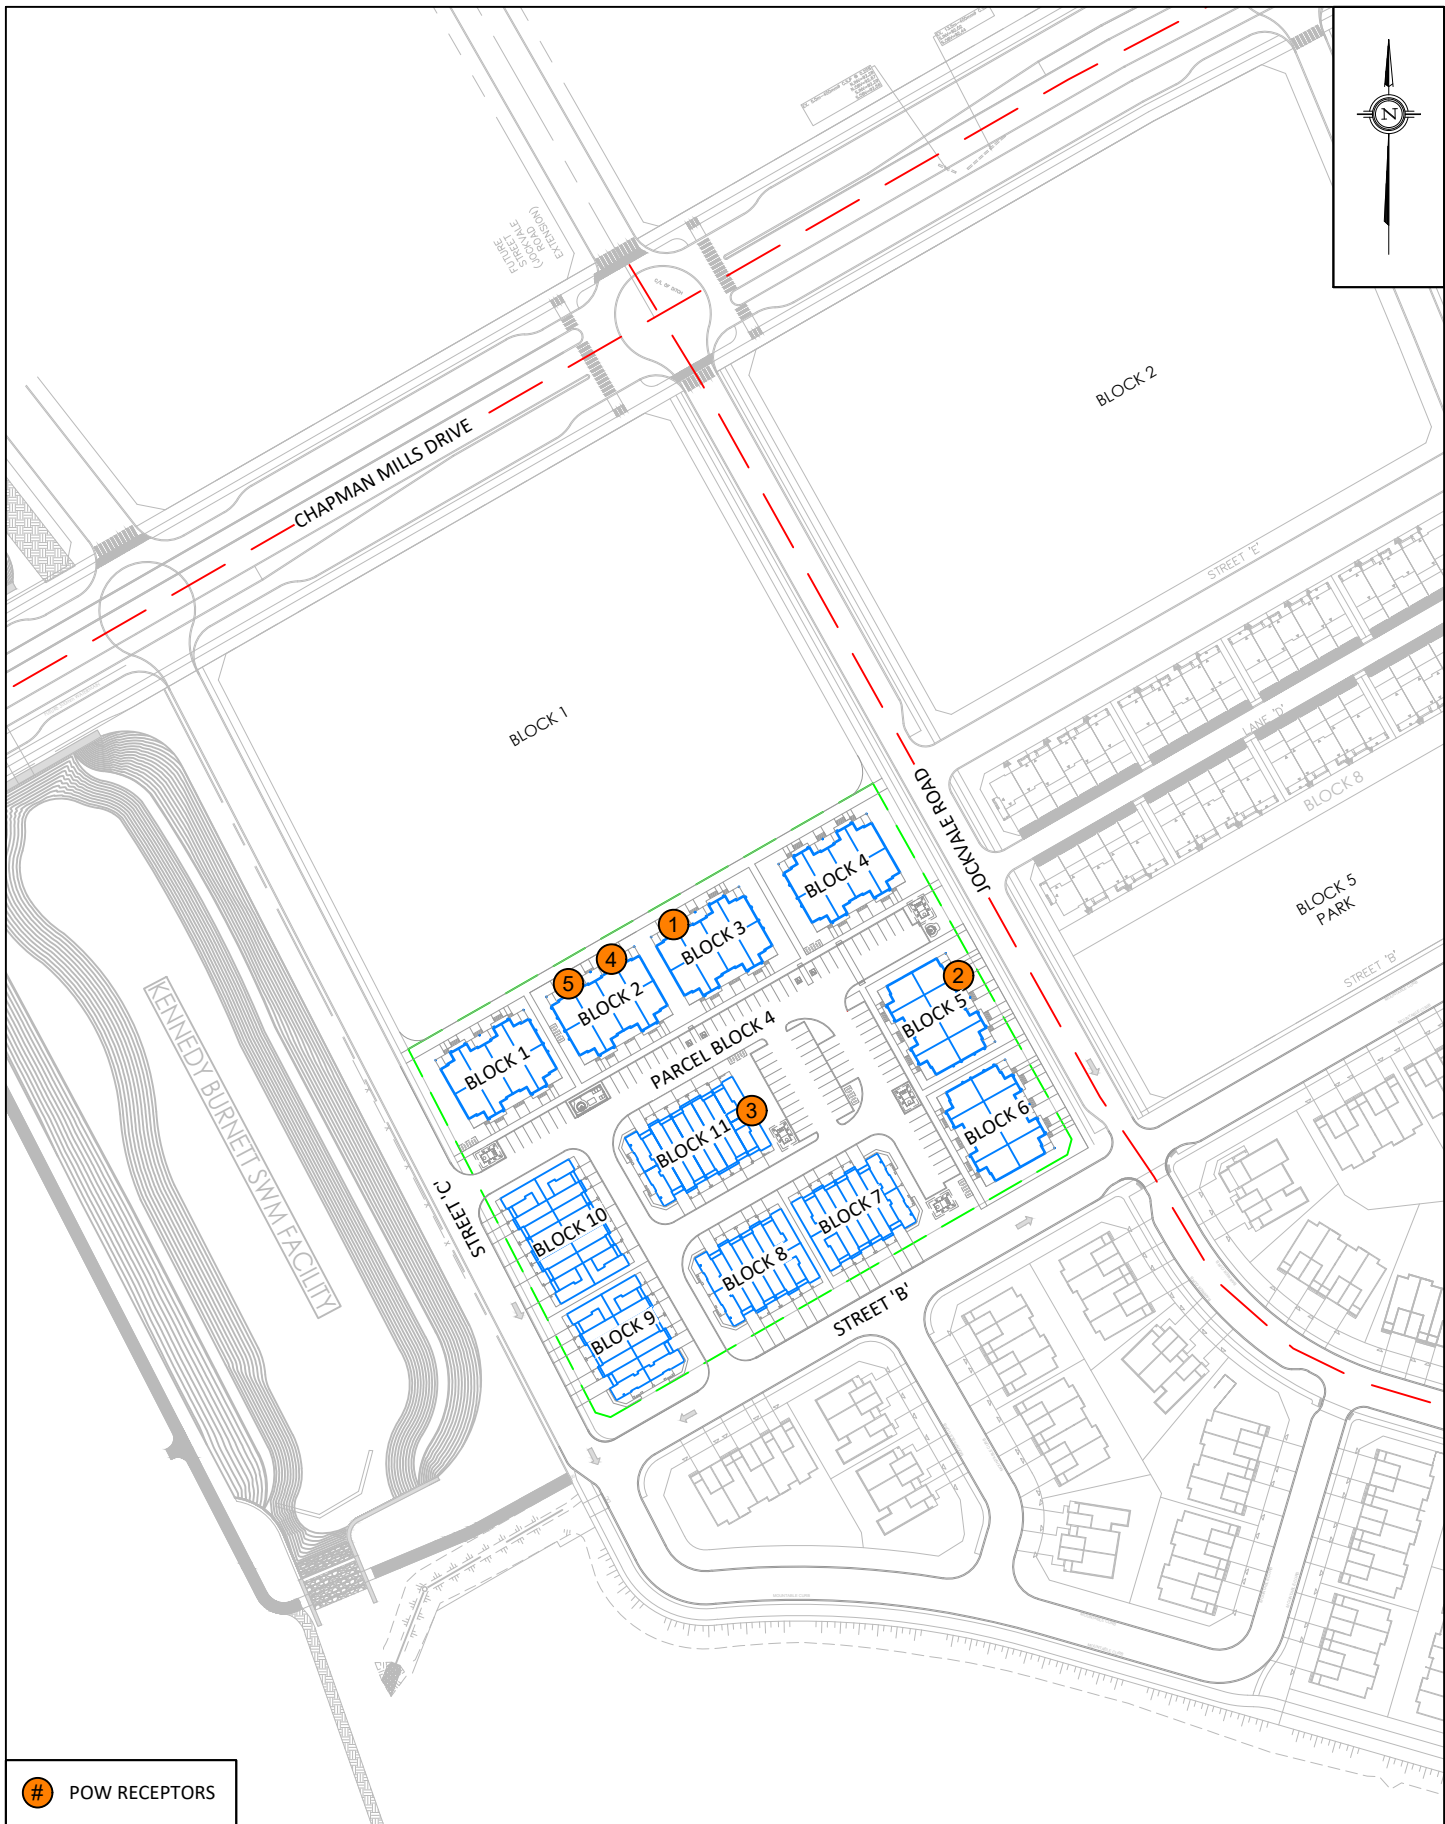 N
FUTURE
STREET
(JOCKVALE
ROAD
EXTENSION)
BLOCK 2
CHAPMAN MILLS DRIVE
STREET 'E'
BLOCK 1
LANE 'D'
BLOCK 8
JOCKVALE ROAD
BLOCK 5
PARK
STREET 'B'
BLOCK 4
1
BLOCK 3
4
5
BLOCK 2
2
BLOCK 5
BLOCK 1
PARCEL BLOCK 4
KENNEDY BURNETT SWM FACILITY
3
BLOCK 11
BLOCK 6
STREET 'C'
BLOCK 10
BLOCK 7
BLOCK 8
BLOCK 9
STREET 'B'
# POW RECEPTORS